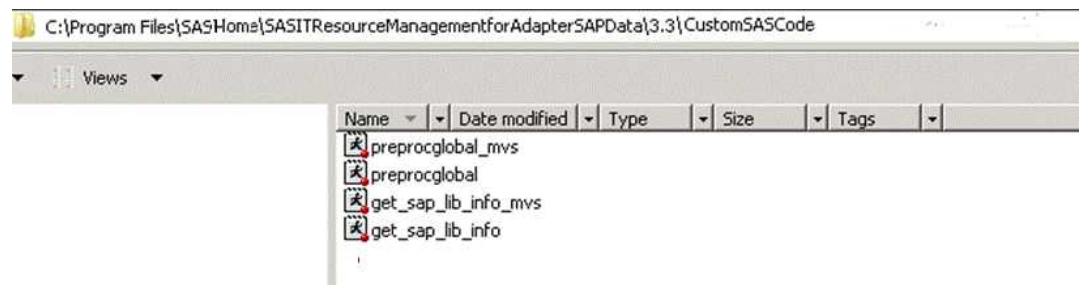 C:\Program Files\SASHome\SASITResourceManagementforAdapterSAPData\3.3\CustomSASCode
Views
Name Date modified Type Size Tags
preprocglobal_mvs
preprocglobal
get_sap_lib_info_mvs
get_sap_lib_info